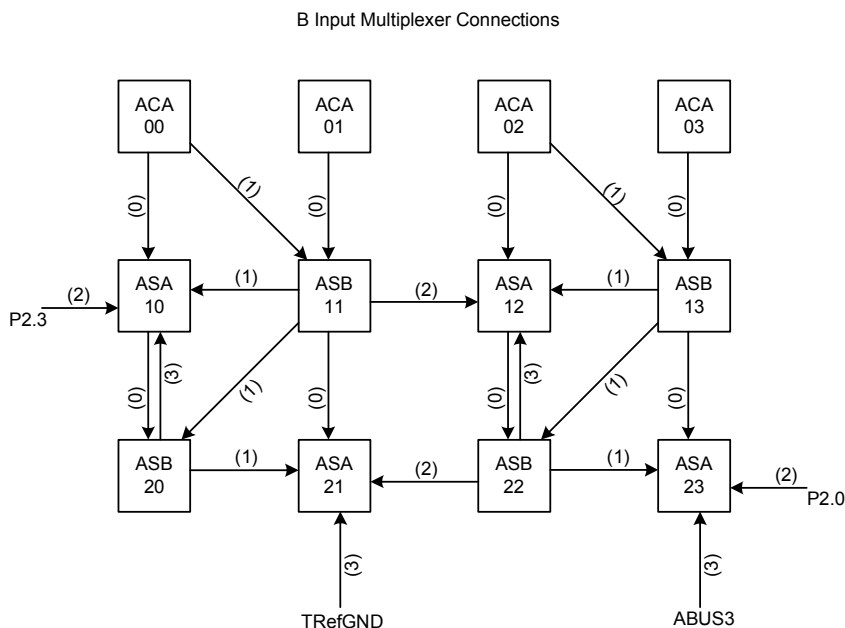 B Input Multiplexer Connections
ACA
00
ACA
01
ACA
02
ACA
03
(0)
(1)
(0)
(0)
(1)
(0)
ASA
10
(1)
ASB
11
(2)
ASA
12
(1)
ASB
13
(2)
P2.3
(0)
(3)
(1)
(0)
(0)
(3)
(1)
(0)
ASB
20
(1)
ASA
21
(2)
ASB
22
(1)
ASA
23
(2)
P2.0
(3)
(3)
TRefGND
ABUS3